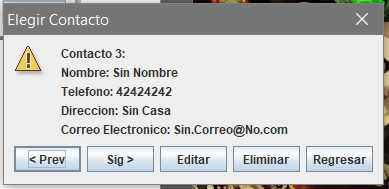 Elegir Contacto
Contacto 3:
Nombre: Sin Nombre
Telefono: 42424242
Direccion: Sin Casa
Correo Electronico: Sin.Correo@No.com
< Prev Sig > Editar Eliminar Regresar